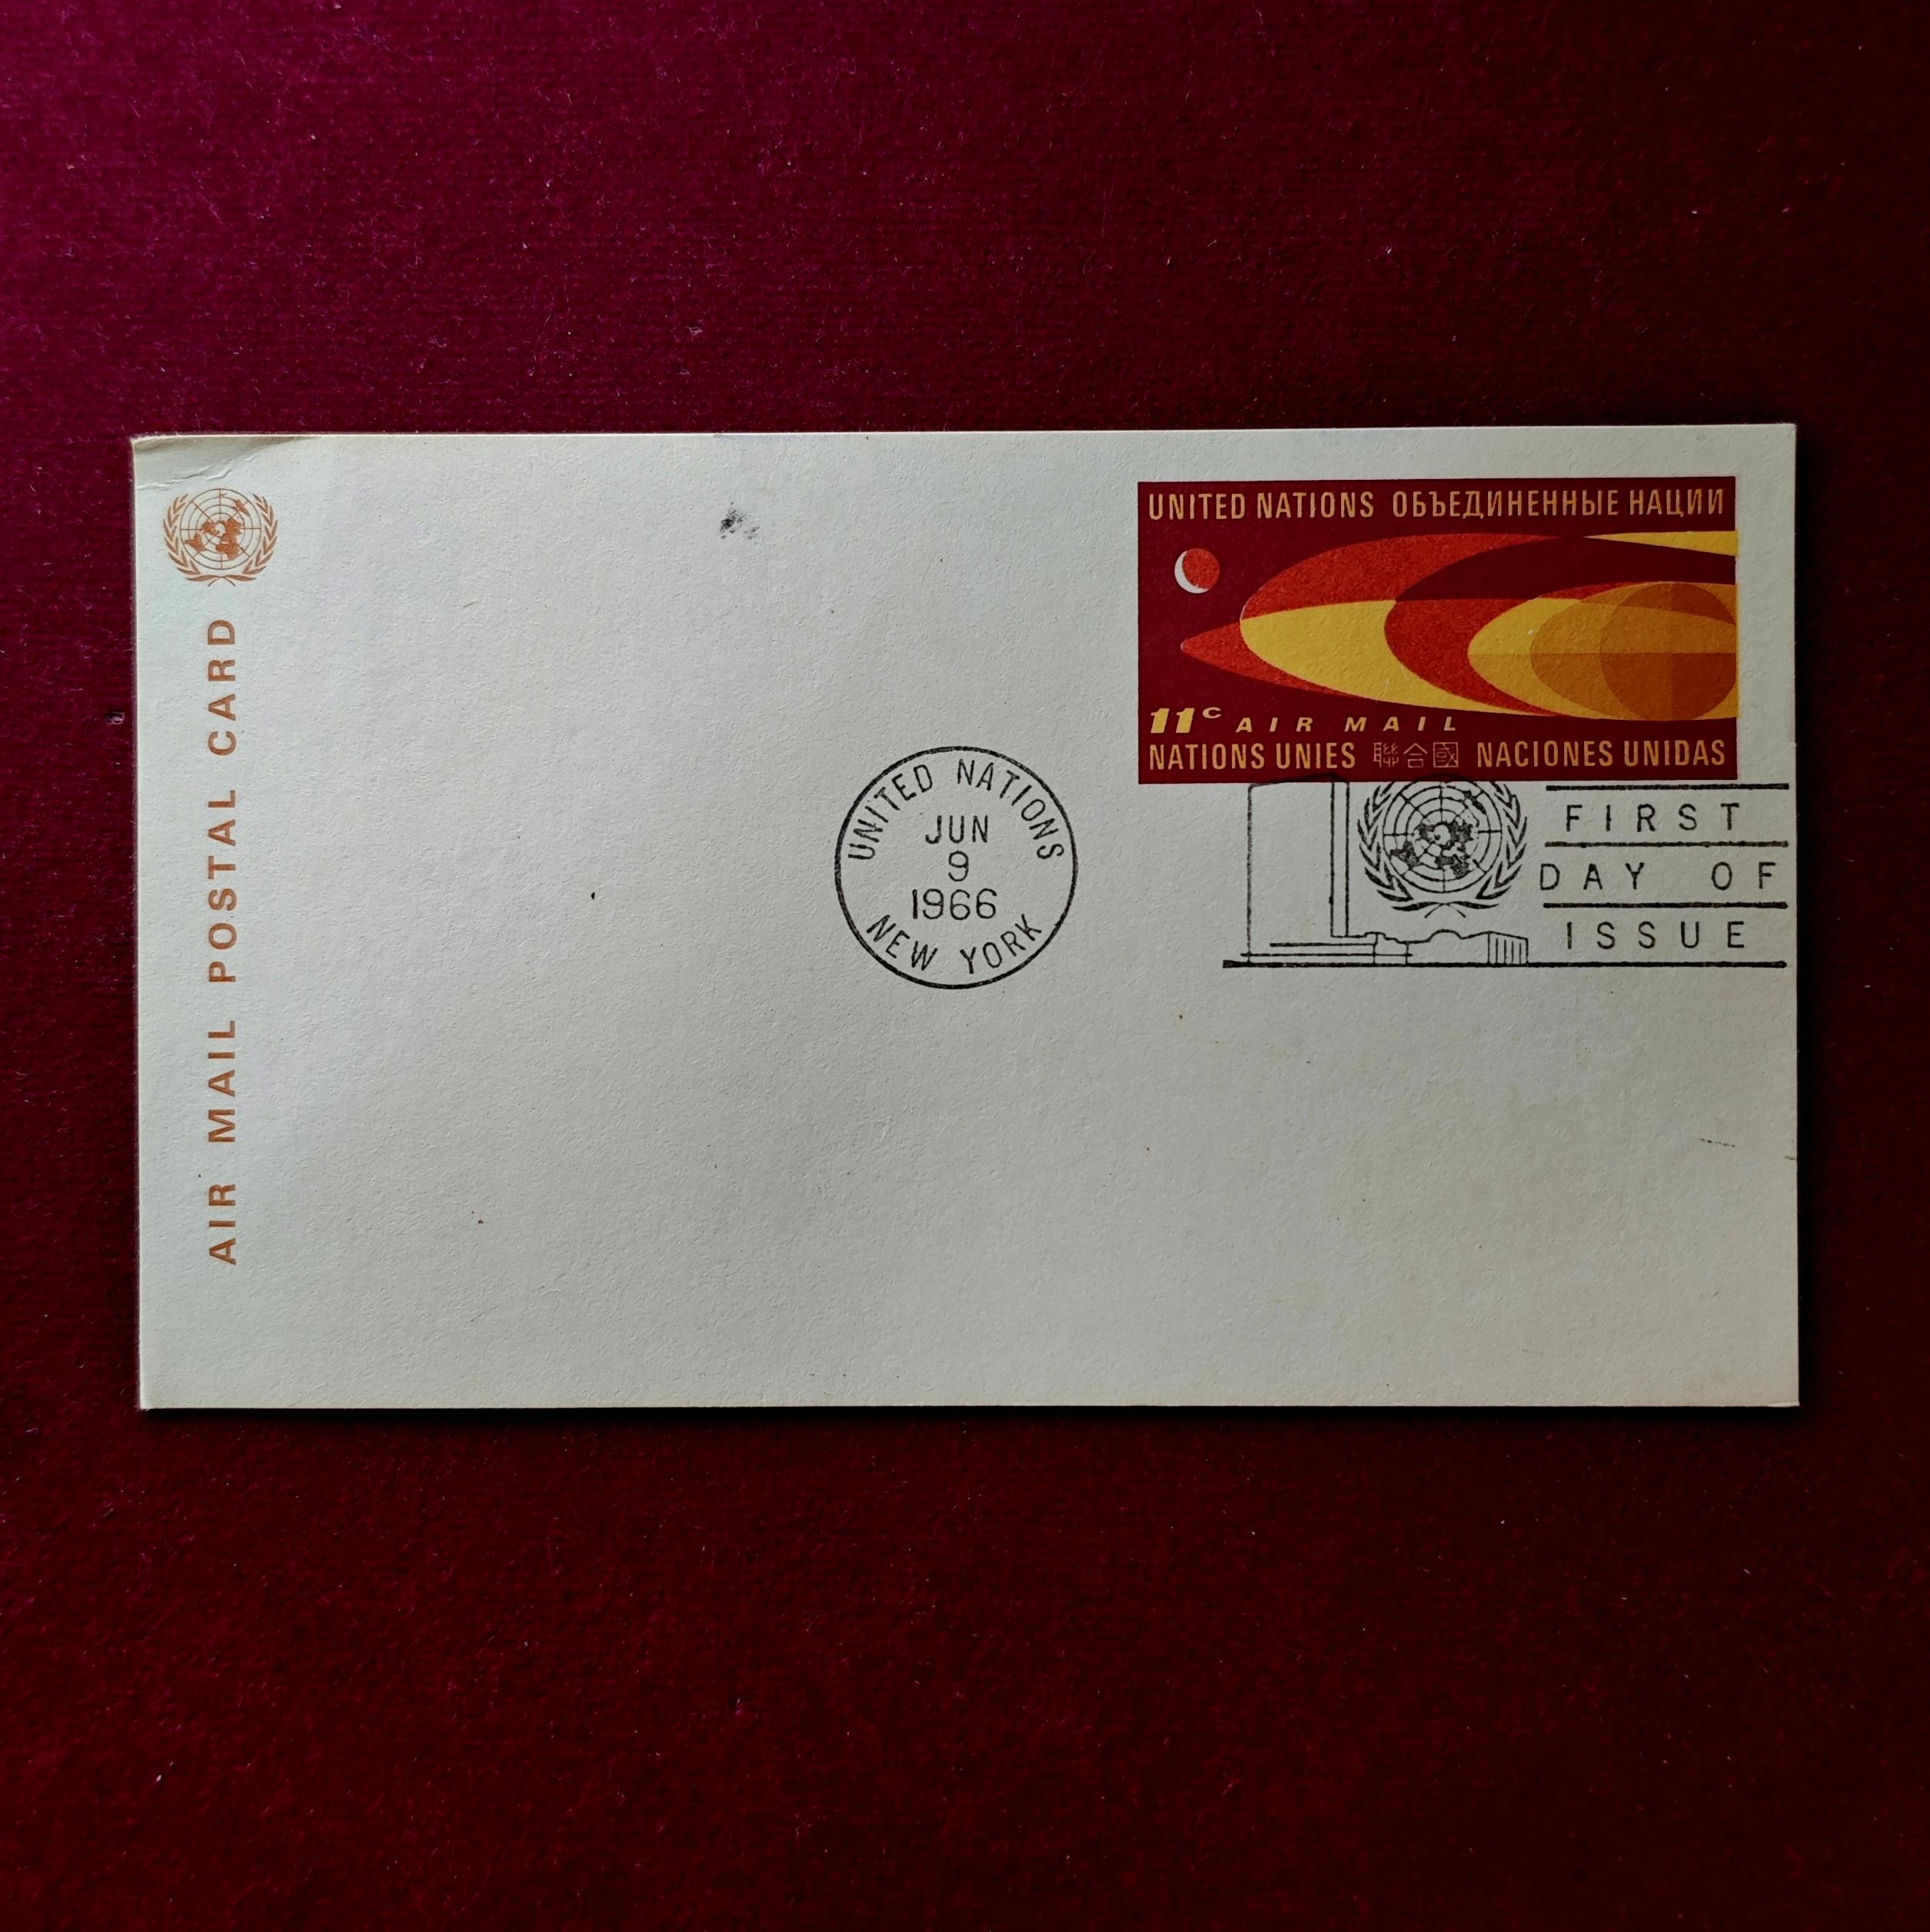 AIR MAIL POSTAL CARD
UNITED NATIONS ОБЪЕДИНЕННЫЕ НАЦИИ
11c AIR MAIL
NATIONS UNIES 聯合國 NACIONES UNIDAS
UNITED NATIONS
JUN
9
1966
NEW YORK
FIRST
DAY OF
ISSUE